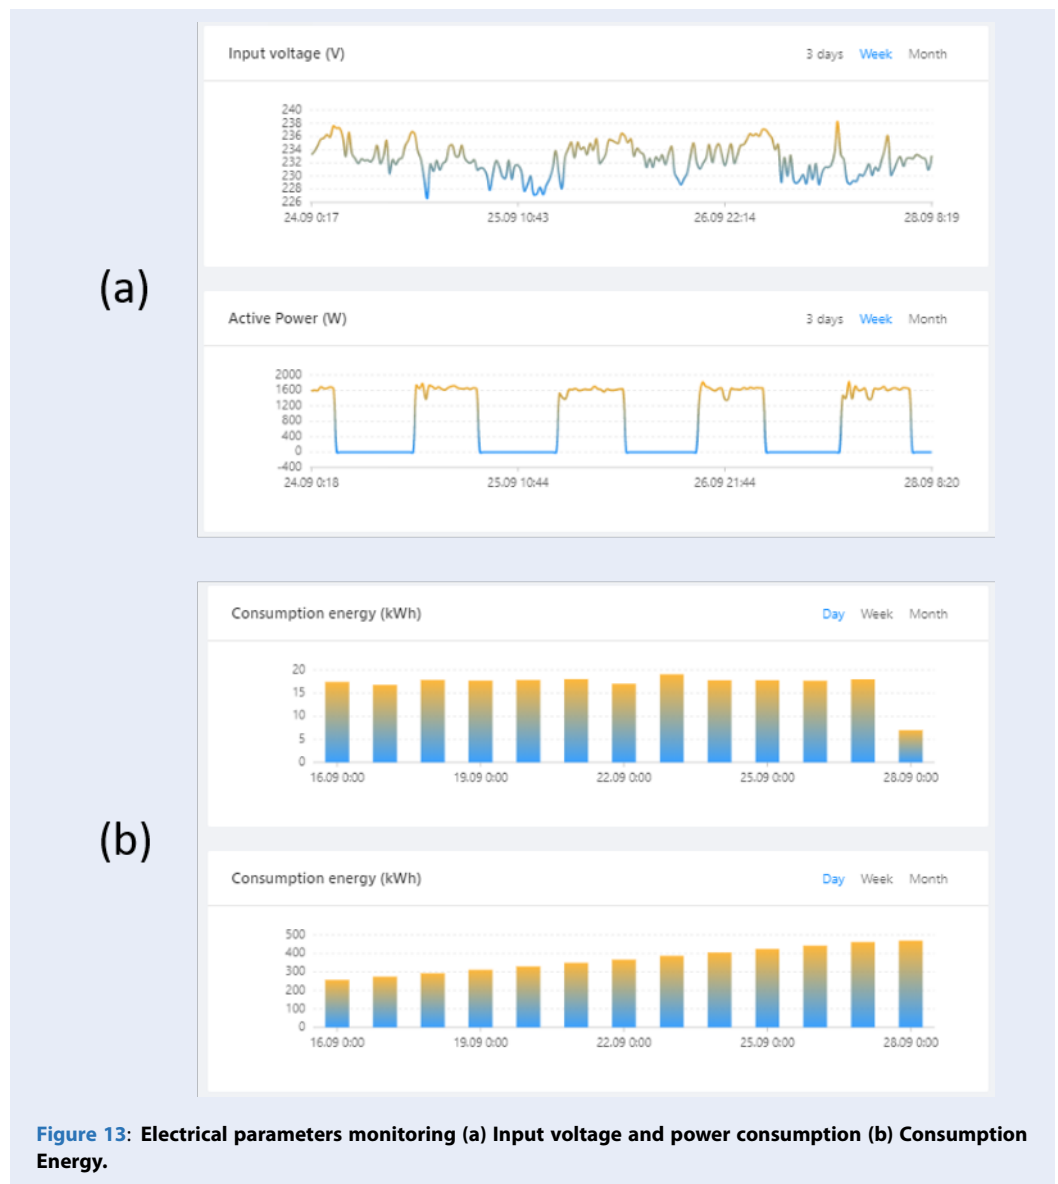 Input voltage (V)
3 days Week Month
240
238
236
234
232
230
228
226
24.09 0:17 25.09 10:43 26.09 22:14 28.09 8:19
(a)
Active Power (W)
3 days Week Month
2000
1600
1200
800
400
0
-400
24.09 0:18 25.09 10:44 26.09 21:44 28.09 8:20
Consumption energy (kWh)
Day Week Month
20
15
10
5
0
16.09 0:00 19.09 0:00 22.09 0:00 25.09 0:00 28.09 0:00
(b)
Consumption energy (kWh)
Day Week Month
500
400
300
200
100
0
16.09 0:00 19.09 0:00 22.09 0:00 25.09 0:00 28.09 0:00
Figure 13: Electrical parameters monitoring (a) Input voltage and power consumption (b) Consumption
Energy.